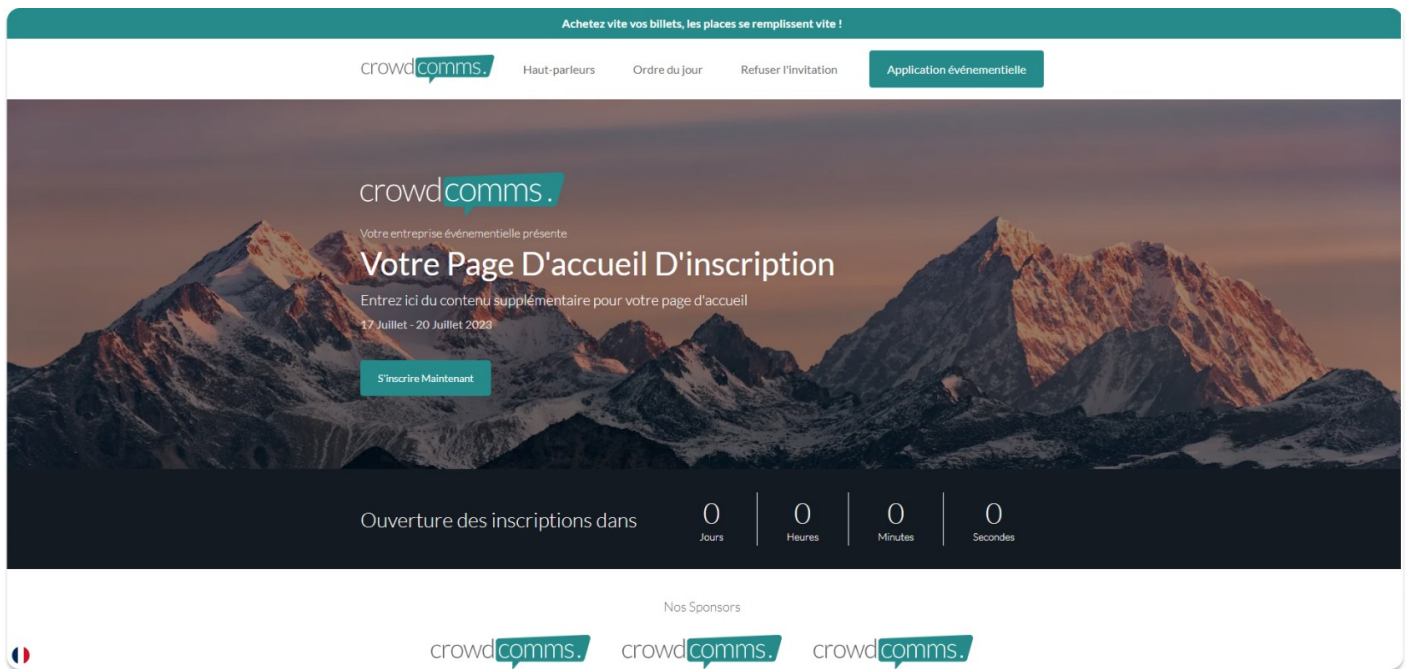 Achetez vite vos billets, les places se remplissent vite !
crowdcomms. Haut-parleurs Ordre du jour Refuser l'invitation Application événementielle
crowdcomms.
Votre entreprise événementielle présente
Votre Page D'accueil D'inscription
Entrez ici du contenu supplémentaire pour votre page d'accueil
17 Juillet - 20 Juillet 2023
S'inscrire Maintenant
Ouverture des inscriptions dans
0 0 0 0
Jours Heures Minutes Secondes
Nos Sponsors
crowdcomms. crowdcomms. crowdcomms.